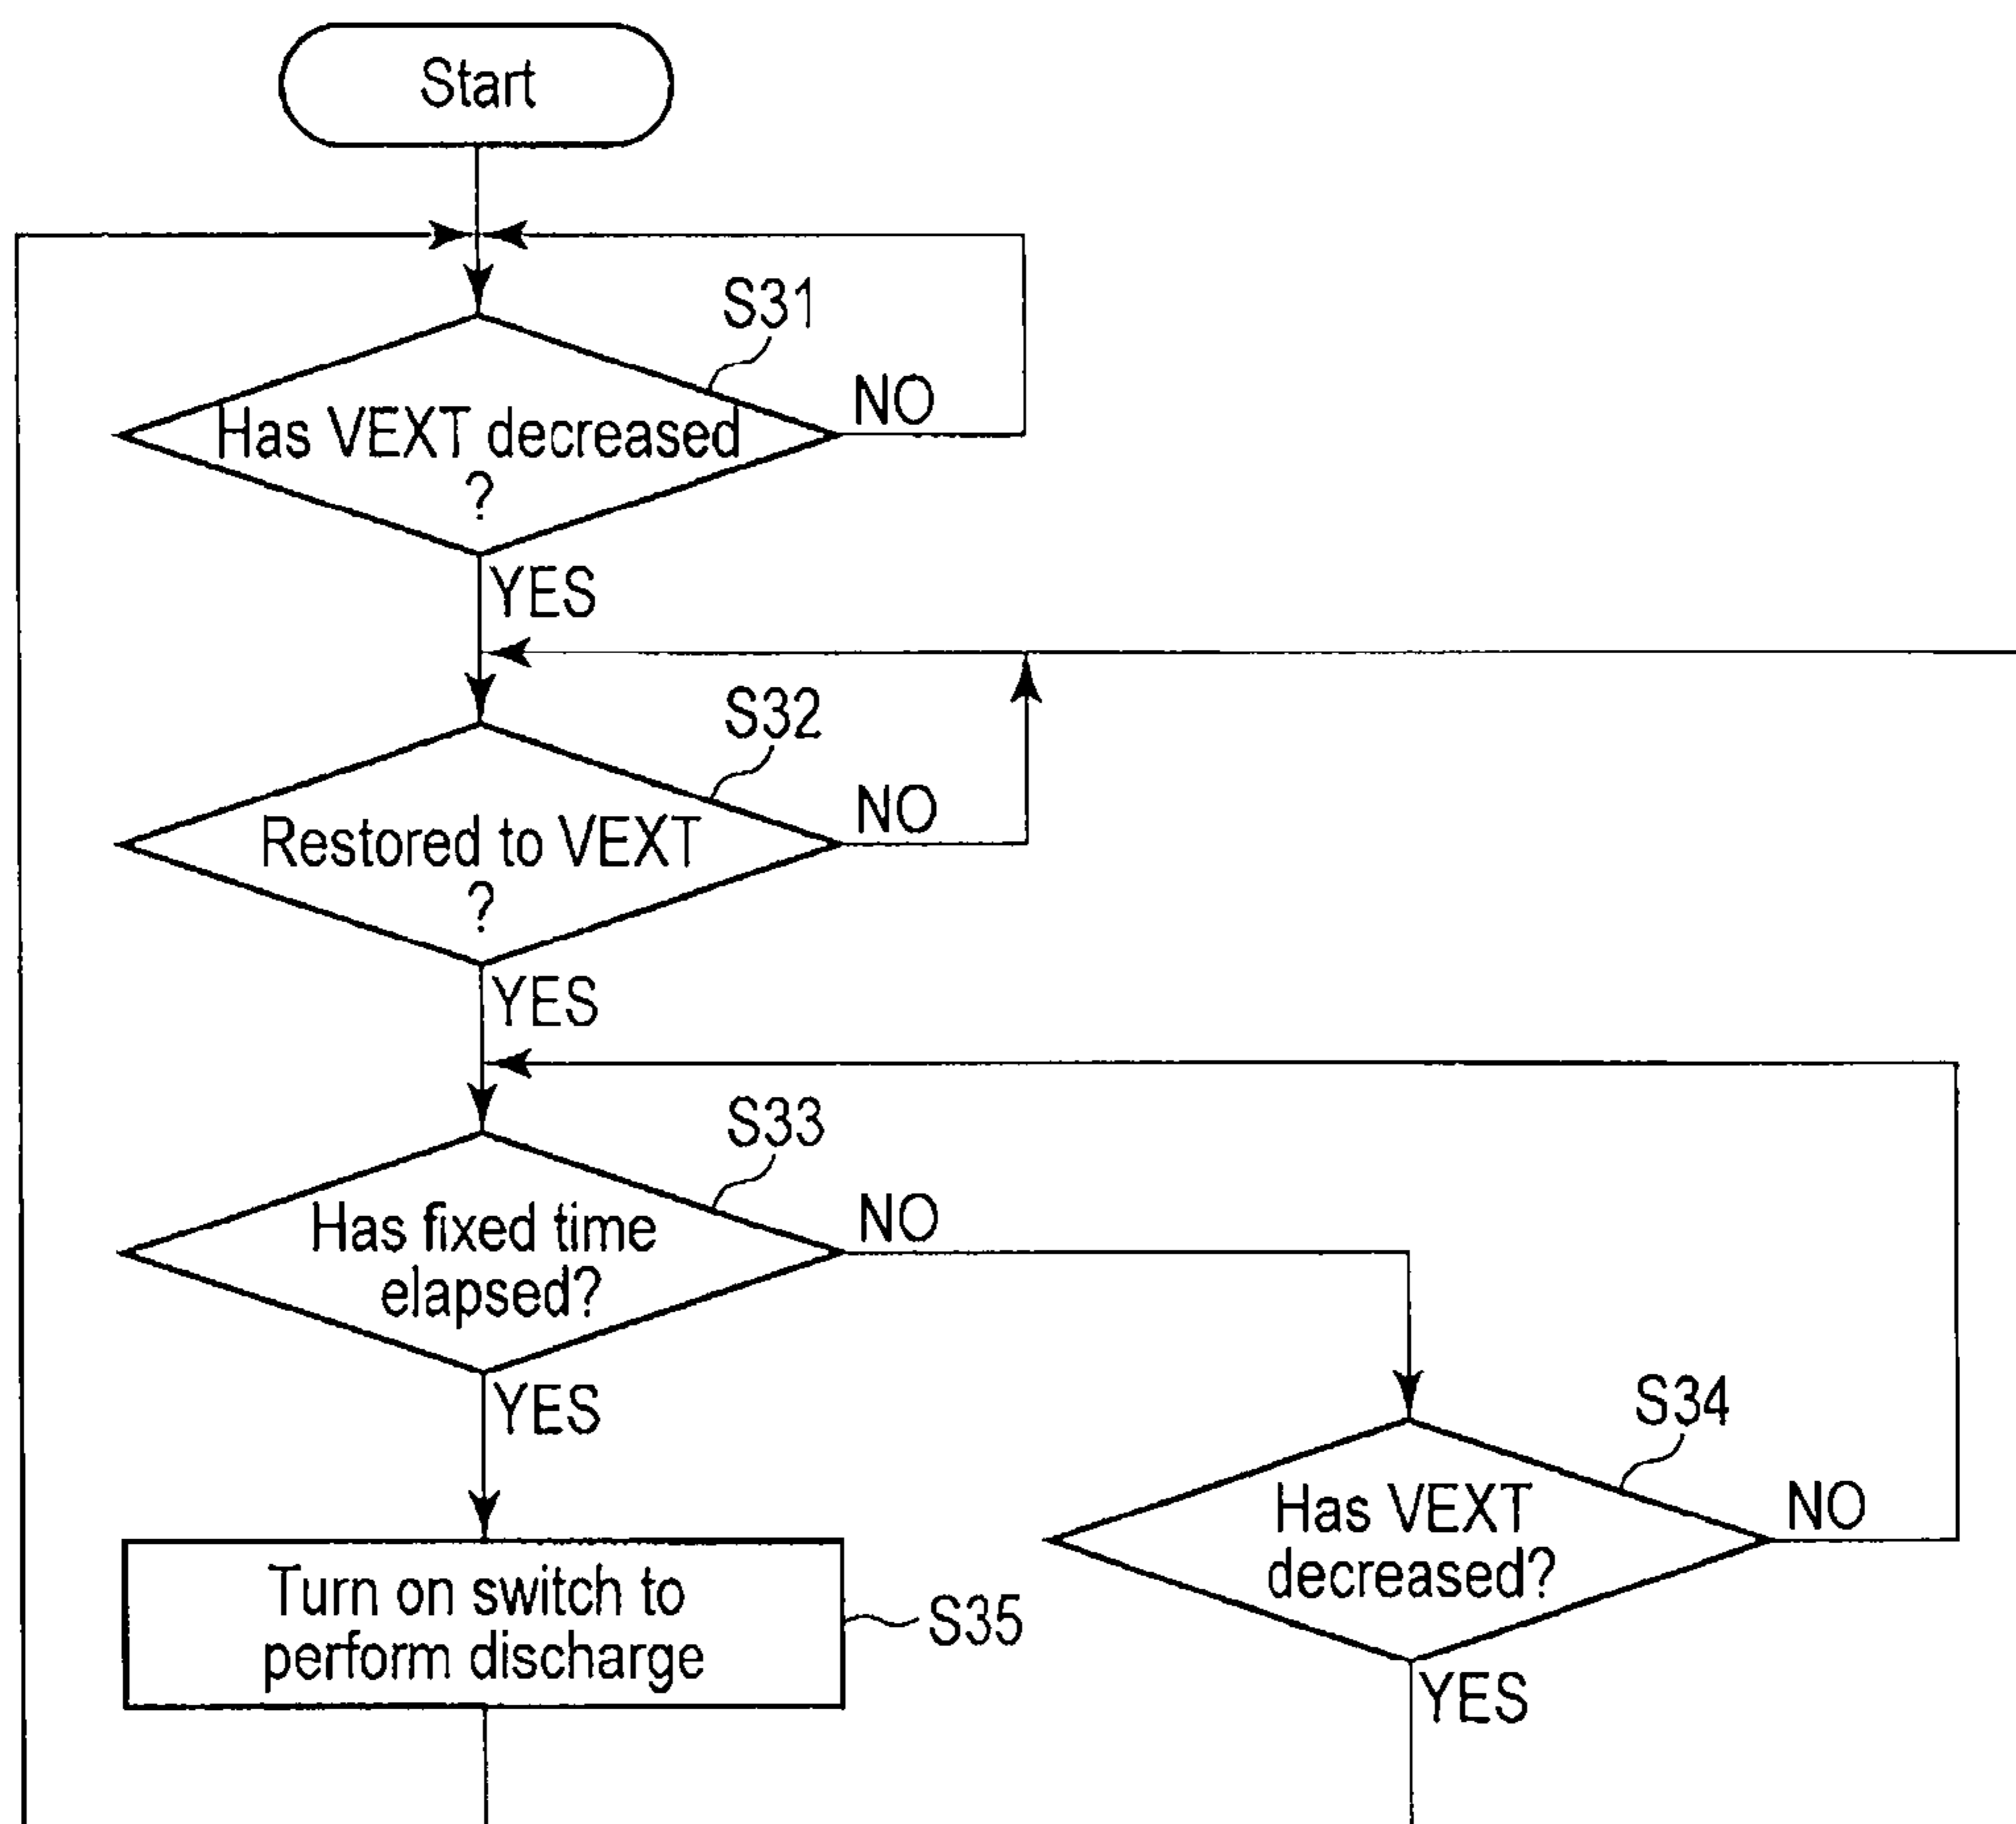 Start
S31
Has VEXT decreased
?
NO
YES
S32
Restored to VEXT
?
NO
YES
S33
Has fixed time
elapsed?
NO
YES
S34
Has VEXT
decreased?
NO
YES
Turn on switch to
perform discharge
S35